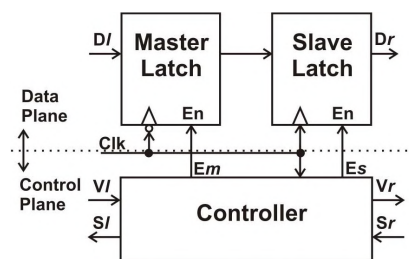 Dl
Master
Latch
Slave
Latch
Dr
Data
Plane
En
En
Clk
Em
Es
Control
Plane
Vl
Sl
Controller
Vr
Sr